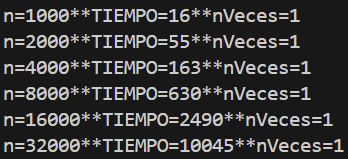 n=1000**TIEMPO=16**nVeces=1
n=2000**TIEMPO=55**nVeces=1
n=4000**TIEMPO=163**nVeces=1
n=8000**TIEMPO=630**nVeces=1
n=16000**TIEMPO=2490**nVeces=1
n=32000**TIEMPO=10045**nVeces=1